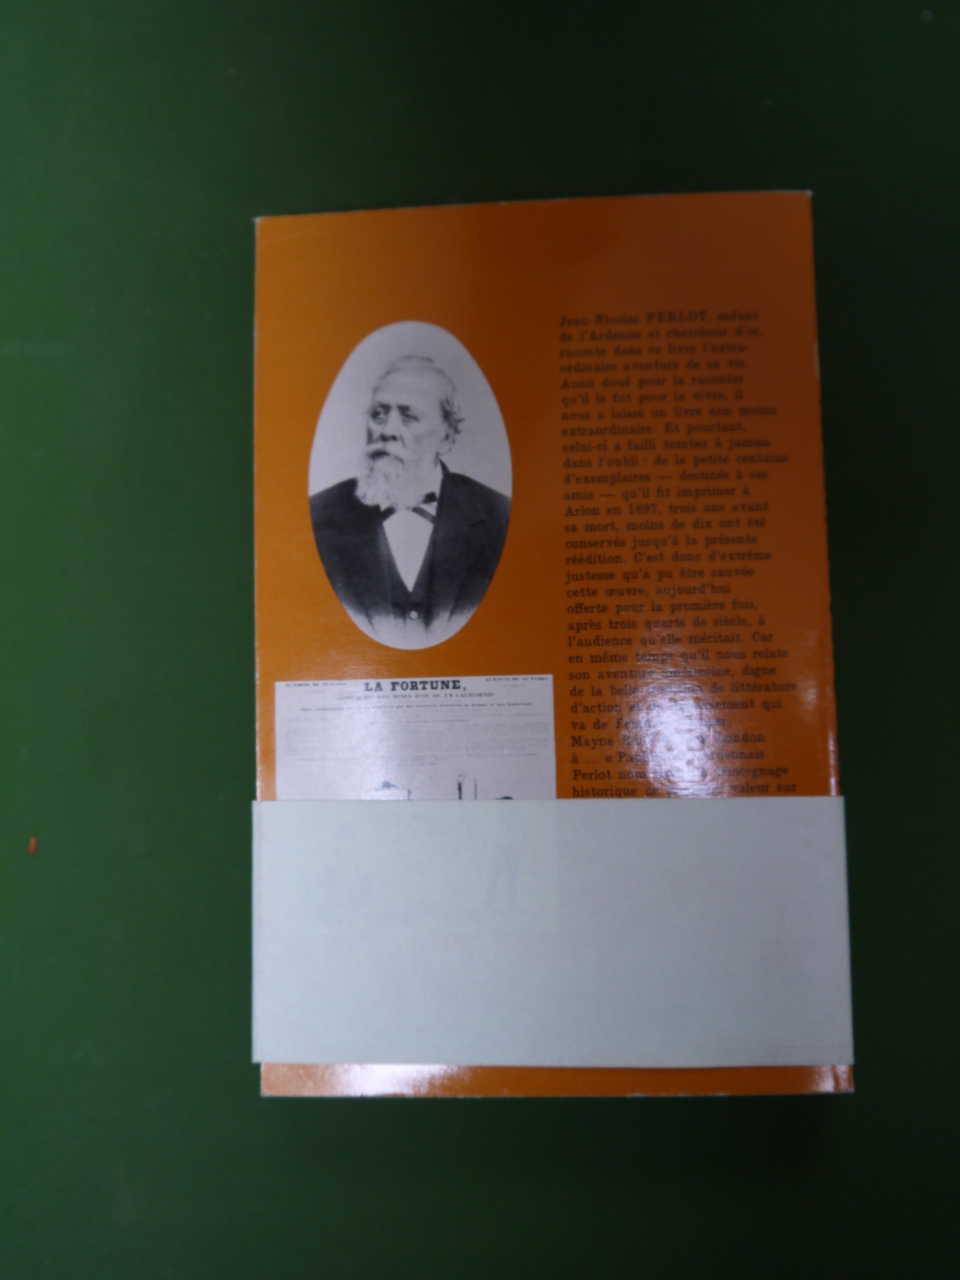 Jean-Nicolas PERLOT, enfant
de l'Ardenne et chercheur d'or,
raconte dans ce livre l'extra-
ordinaire aventure de sa vie.
Aussi doué pour la raconter
qu'il le fut pour la vivre, il
nous a laissé un livre non moins
extraordinaire. Et pourtant,
celui-ci a failli tomber à jamais
dans l'oubli : de la petite centaine
d'exemplaires — destinés à ses
amis — qu'il fit imprimer à
Arlon en 1897, trois ans avant
sa mort, moins de dix ont été
conservés jusqu'à la présente
réédition. C'est donc d'extrême
justesse qu'a pu être sauvée
cette œuvre, aujourd'hui
offerte pour la première fois,
après trois quarts de siècle, à
l'audience qu'elle méritait. Car
en même temps qu'il nous relate
son aventure américaine, digne
de la belle de littérature
d'action qui
va de
Mayne London
à ... «
Perlot témoignage
historique valeur sur
LA FORTUNE,